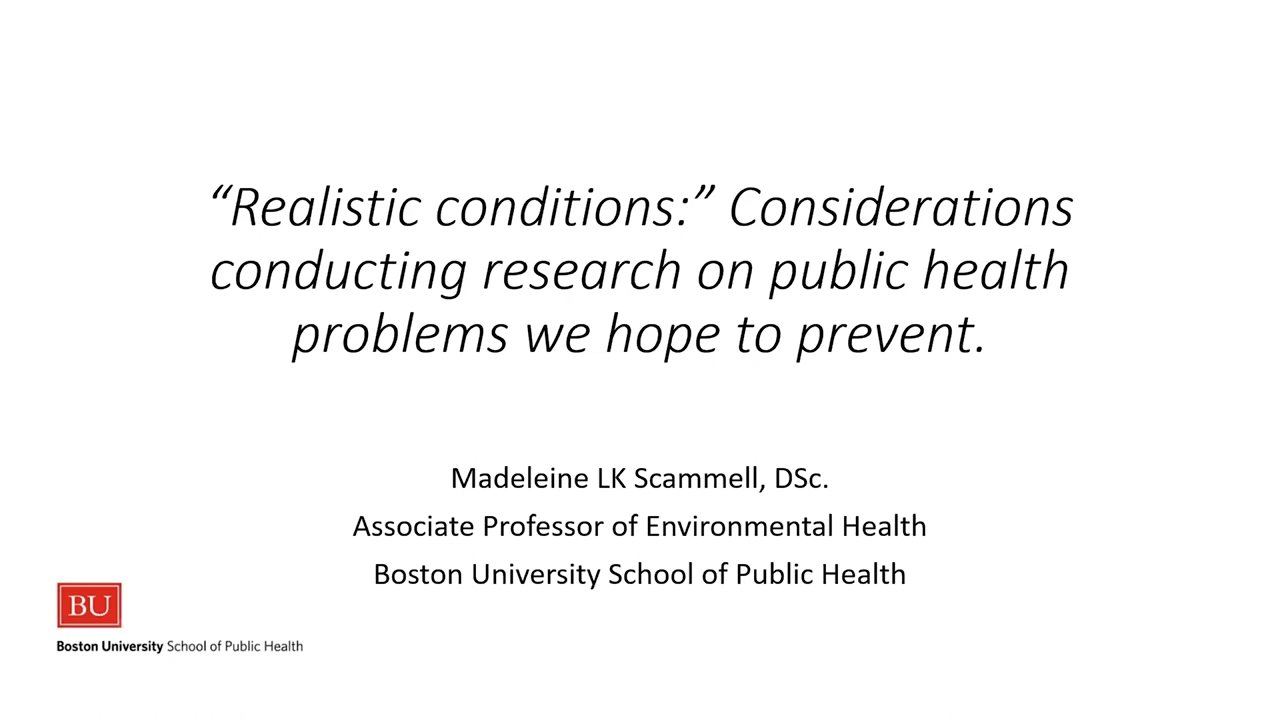 “Realistic conditions:” Considerations
conducting research on public health
problems we hope to prevent.
Madeleine LK Scammell, DSc.
Associate Professor of Environmental Health
Boston University School of Public Health
BU
Boston University School of Public Health